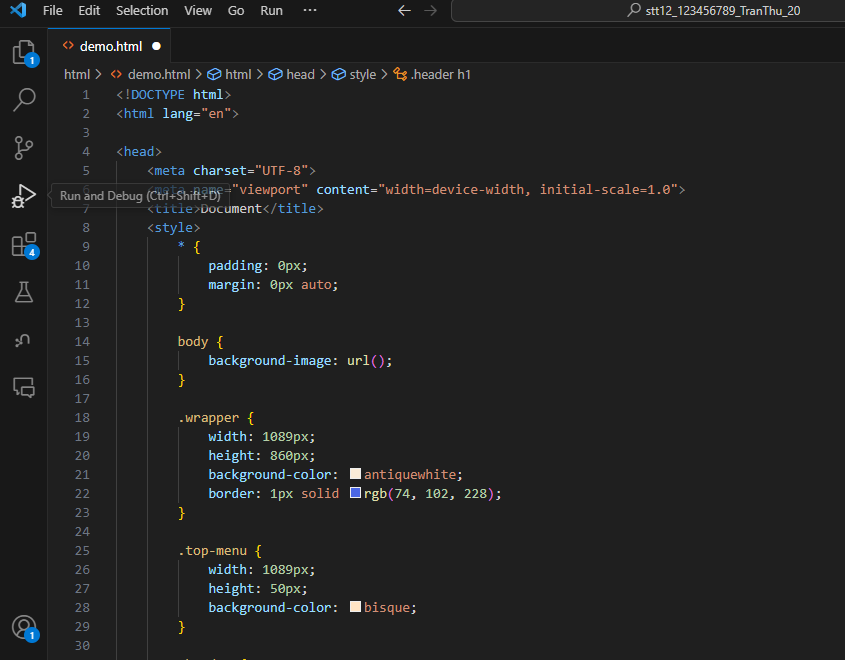 File Edit Selection View Go Run ···
stt12_123456789_TranThu_20
demo.html
html > demo.html > html > head > style > .header h1
1 <!DOCTYPE html>
2 <html lang="en">
3
4 <head>
5 <meta charset="UTF-8">
6 <meta name="viewport" content="width=device-width, initial-scale=1.0">
Run and Debug (Ctrl+Shift+D)
7 <title>Document</title>
8 <style>
9 * {
10 padding: 0px;
11 margin: 0px auto;
12 }
13
14 body {
15 background-image: url();
16 }
17
18 .wrapper {
19 width: 1089px;
20 height: 860px;
21 background-color: antiquewhite;
22 border: 1px solid rgb(74, 102, 228);
23 }
24
25 .top-menu {
26 width: 1089px;
27 height: 50px;
28 background-color: bisque;
29 }
30
1
4
1